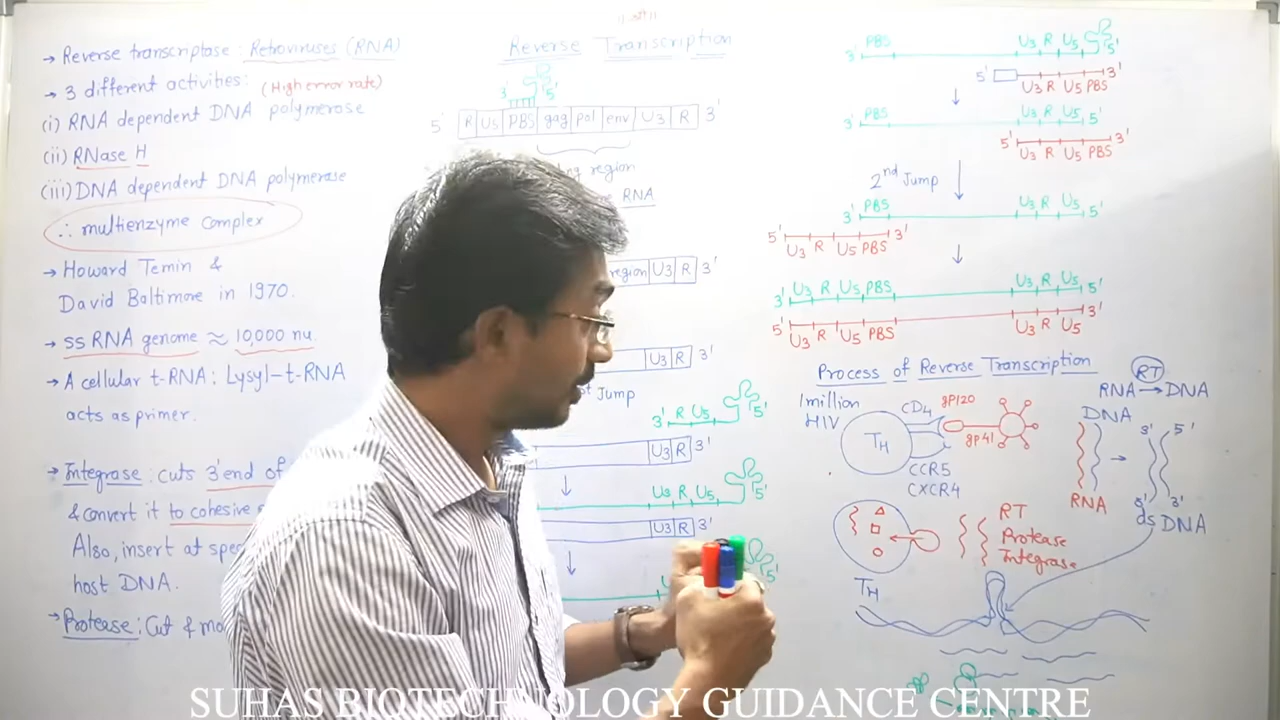 → Reverse transcriptase : Retroviruses (RNA)
→ 3 different activities: (High error rate)
(i) RNA dependent DNA polymerase
(ii) RNase H
(iii) DNA dependent DNA polymerase
∴ multienzyme complex
→ Howard Temin &
David Baltimore in 1970.
→ ss RNA genome ≈ 10,000 nu.
→ A cellular t-RNA: Lysyl-t-RNA
acts as primer.
→ Integrase : cuts 3' end of
& convert it to cohesive
Also, insert at
host DNA.
→ Protease : Cut &
॥ श्री ॥
Reverse Transcription
3' 5'
5' R U5 PBS gag pol env U3 R 3'
region
RNA
region U3 R 3'
U3 R 3'
Jump
3' R U5 5'
U3 R 3'
U3 R U5 5'
U3 R 3'
5'
3' PBS U3 R U5 5'
5' U3 R U5 PBS 3'
3' PBS U3 R U5 5'
5' U3 R U5 PBS 3'
2nd Jump
3' PBS U3 R U5 5'
5' U3 R U5 PBS 3'
3' U3 R U5 PBS U3 R U5 5'
5' U3 R U5 PBS U3 R U5 3'
Process of Reverse Transcription
RT
RNA → DNA
1 million
HIV
TH
CD4
gp120
gp41
CCR5
CXCR4
DNA
RNA
3' 5'
5' 3'
ds DNA
RT
Protease
Integrase
TH
SUHAS BIOTECHNOLOGY GUIDANCE CENTRE